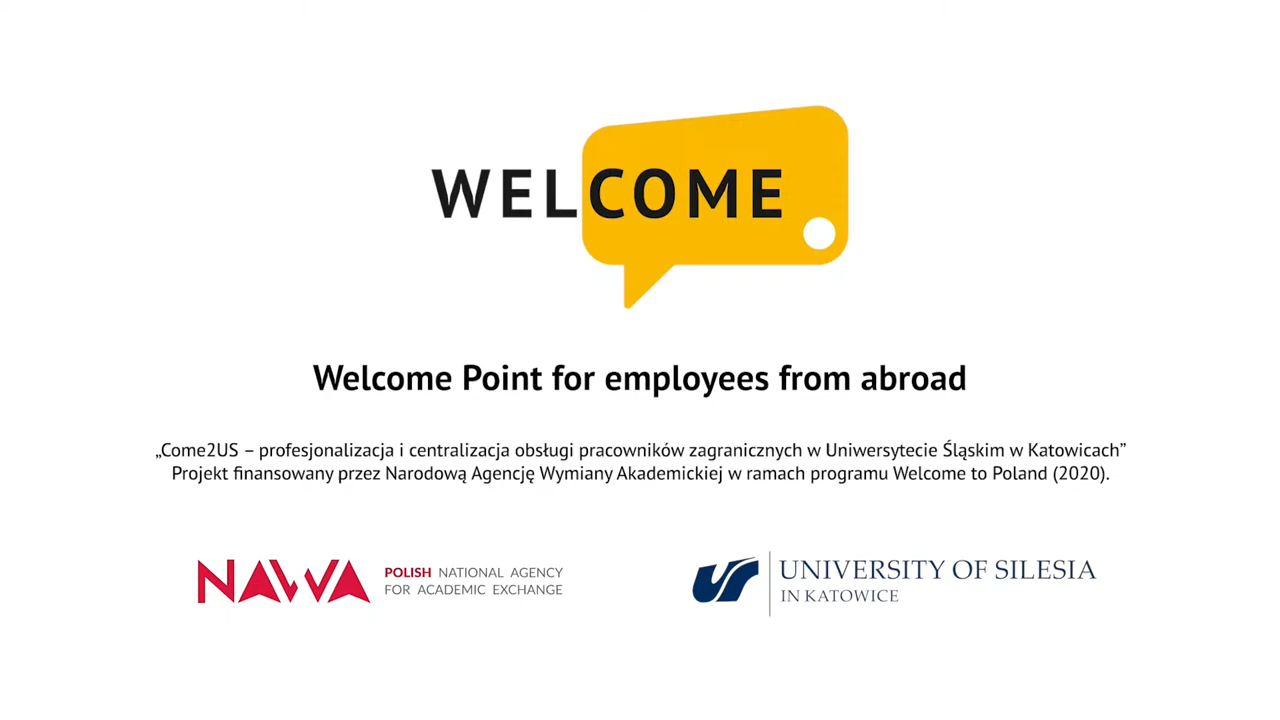 WELCOME
Welcome Point for employees from abroad
„Come2US – profesjonalizacja i centralizacja obsługi pracowników zagranicznych w Uniwersytecie Śląskim w Katowicach”
Projekt finansowany przez Narodową Agencję Wymiany Akademickiej w ramach programu Welcome to Poland (2020).
NAWA
POLISH NATIONAL AGENCY
FOR ACADEMIC EXCHANGE
UNIVERSITY OF SILESIA
IN KATOWICE